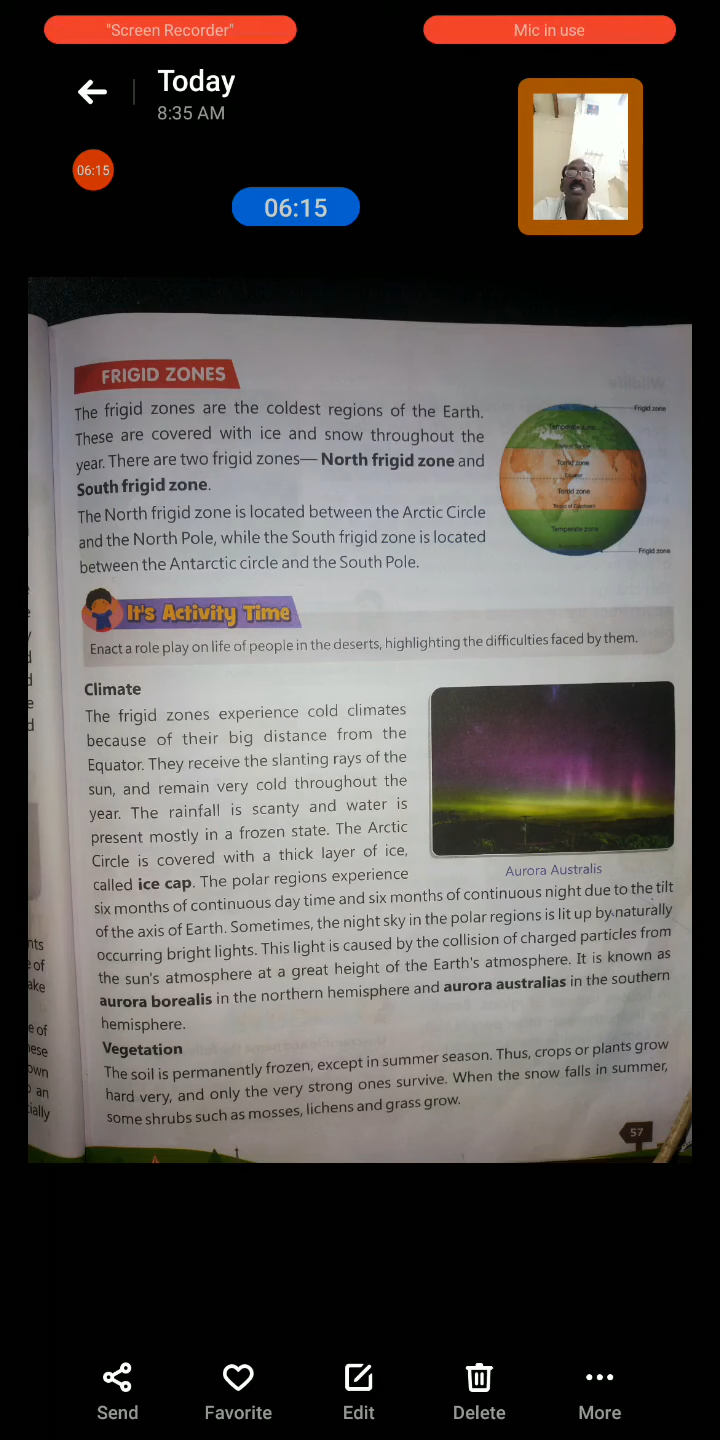 "Screen Recorder"
Mic in use
Today
8:35 AM
06:15
06:15
FRIGID ZONES
The frigid zones are the coldest regions of the Earth.
These are covered with ice and snow throughout the
year. There are two frigid zones— North frigid zone and
South frigid zone.
The North frigid zone is located between the Arctic Circle
and the North Pole, while the South frigid zone is located
between the Antarctic circle and the South Pole.
Frigid zone
Temperate zone
Torrid zone
Equator
Torrid zone
Tropic of Capricorn
Temperate zone
Frigid zone
It's Activity Time
Enact a role play on life of people in the deserts, highlighting the difficulties faced by them.
Climate
The frigid zones experience cold climates
because of their big distance from the
Equator. They receive the slanting rays of the
sun, and remain very cold throughout the
year. The rainfall is scanty and water is
present mostly in a frozen state. The Arctic
Circle is covered with a thick layer of ice,
called ice cap. The polar regions experience
Aurora Australis
six months of continuous day time and six months of continuous night due to the tilt
of the axis of Earth. Sometimes, the night sky in the polar regions is lit up by naturally
occurring bright lights. This light is caused by the collision of charged particles from
the sun's atmosphere at a great height of the Earth's atmosphere. It is known as
aurora borealis in the northern hemisphere and aurora australias in the southern
hemisphere.
Vegetation
The soil is permanently frozen, except in summer season. Thus, crops or plants grow
hard very, and only the very strong ones survive. When the snow falls in summer,
some shrubs such as mosses, lichens and grass grow.
57
nts
e of
ake
e of
hese
own
an
ially
Send
Favorite
Edit
Delete
More